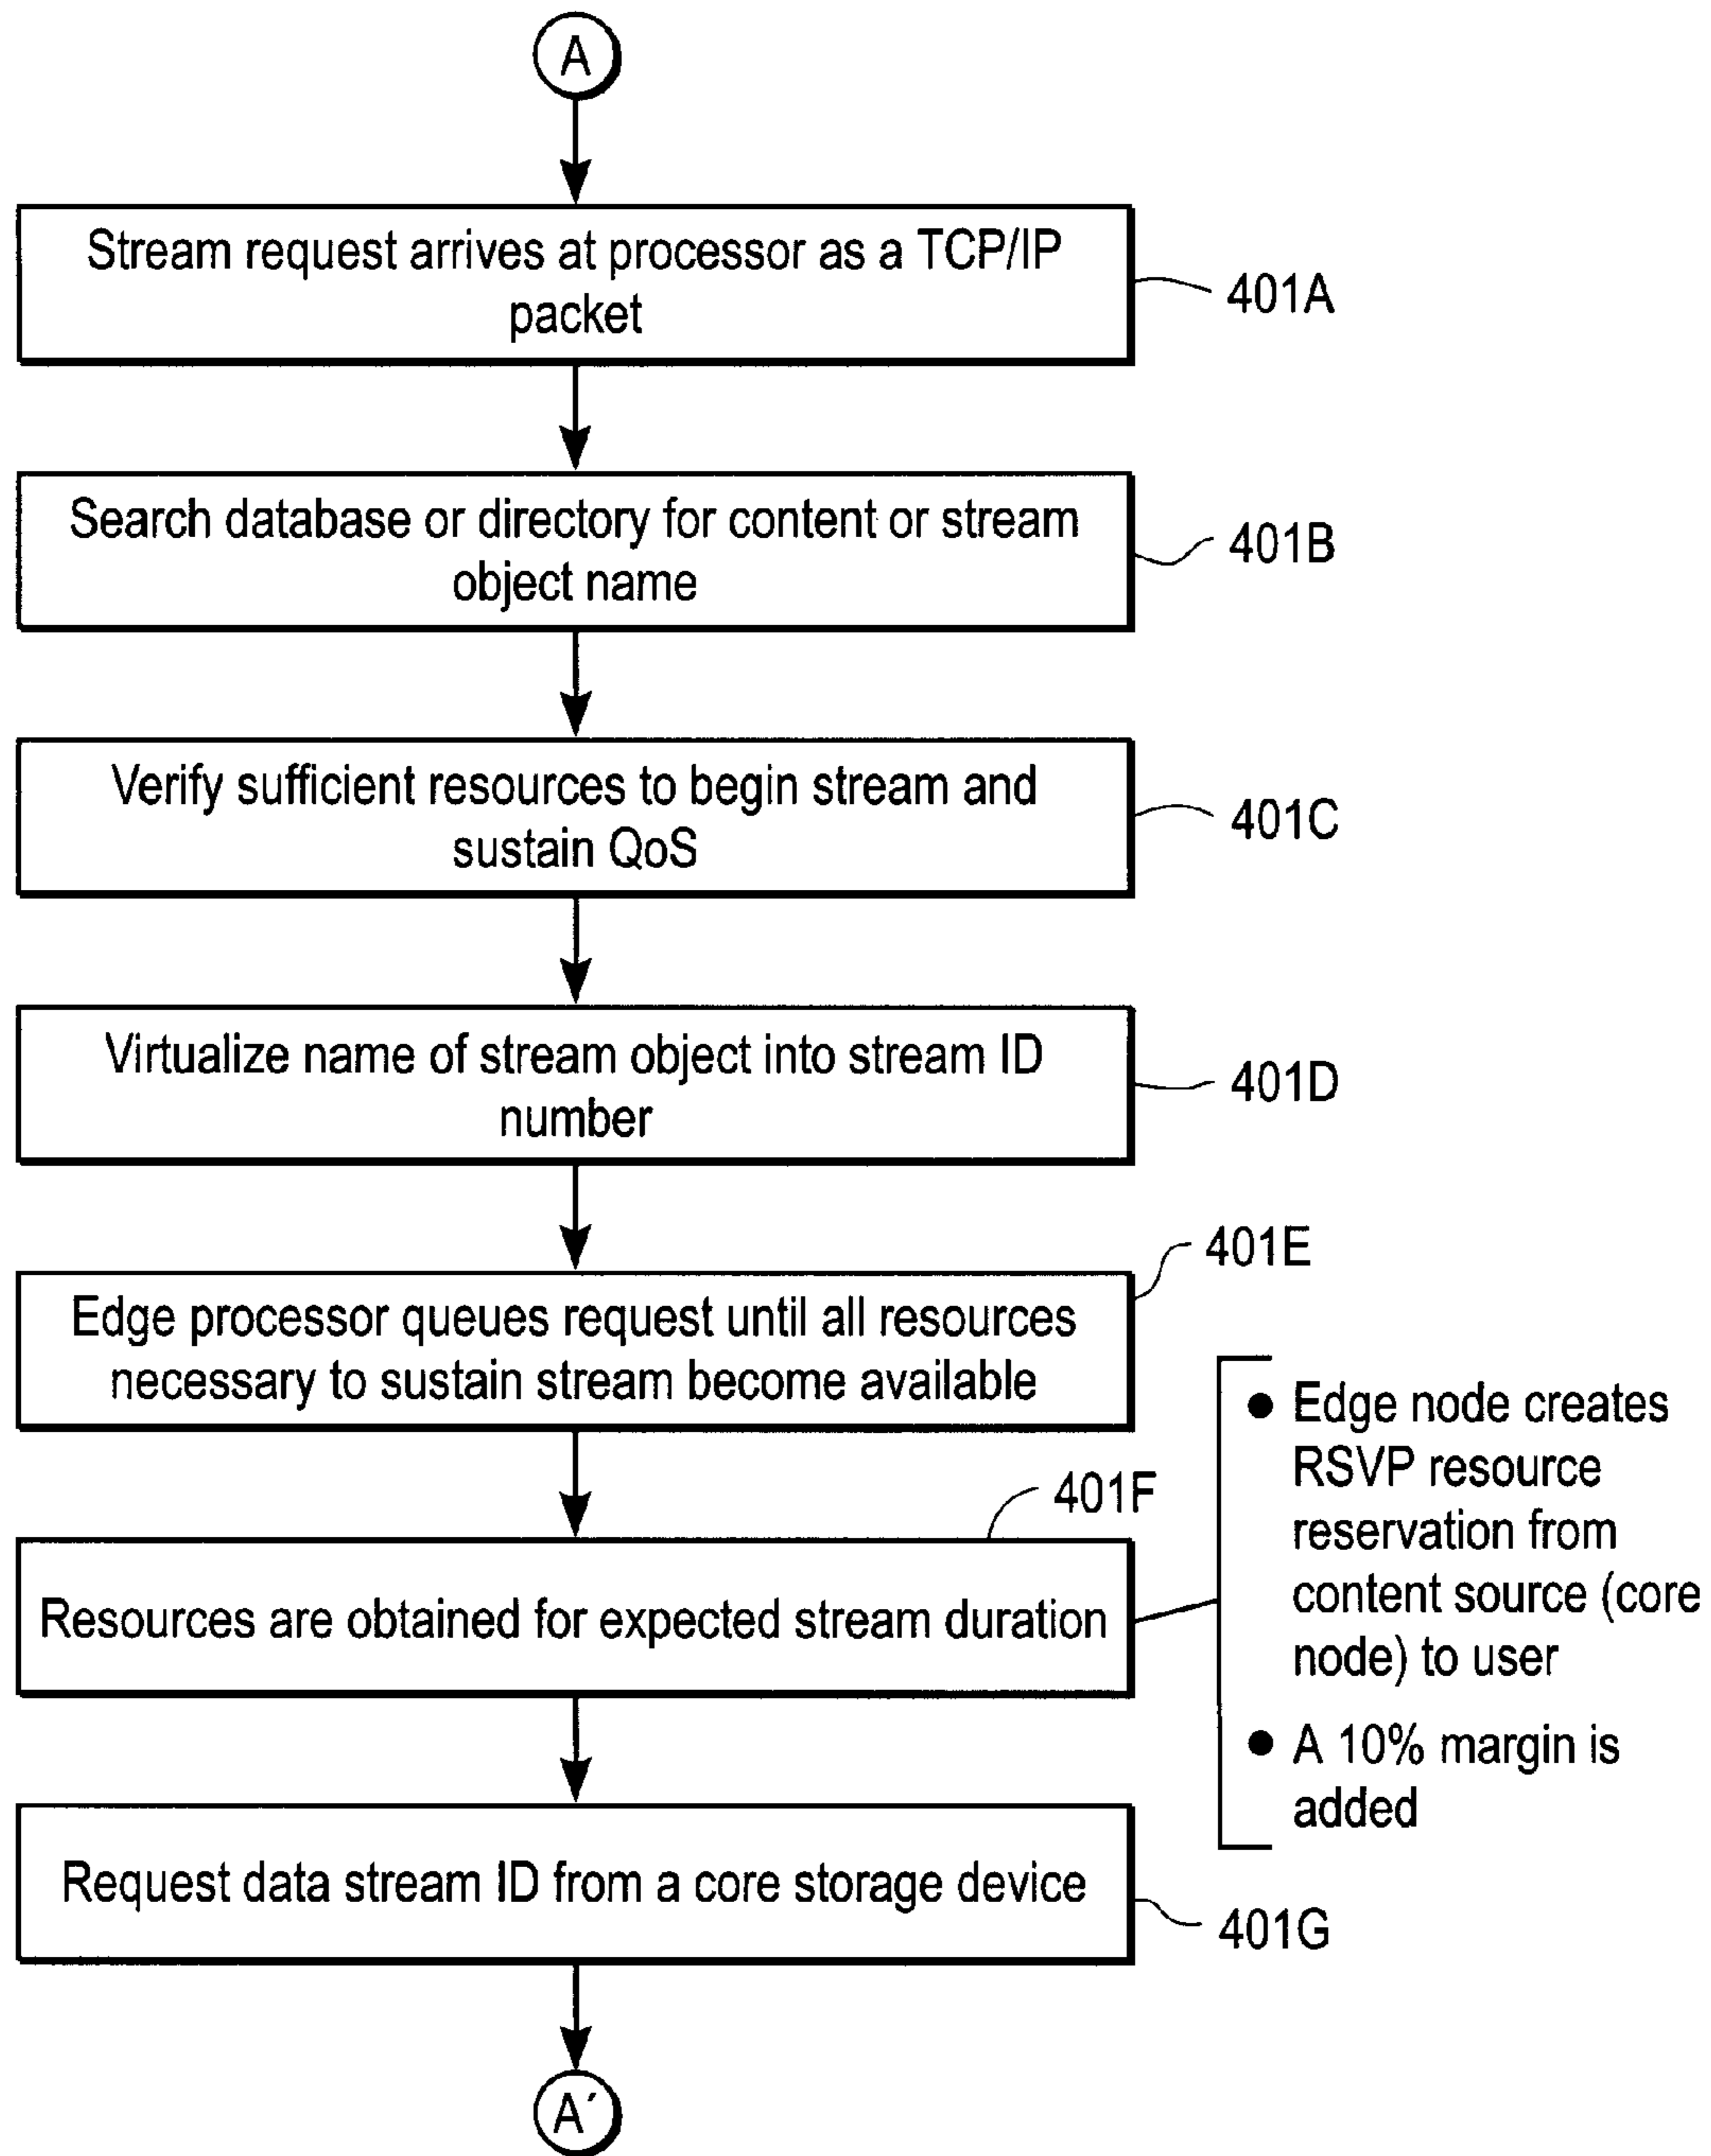 A
Stream request arrives at processor as a TCP/IP
packet
401A
Search database or directory for content or stream
object name
401B
Verify sufficient resources to begin stream and
sustain QoS
401C
Virtualize name of stream object into stream ID
number
401D
Edge processor queues request until all resources
necessary to sustain stream become available
401E
Resources are obtained for expected stream duration
401F
● Edge node creates
RSVP resource
reservation from
content source (core
node) to user
● A 10% margin is
added
Request data stream ID from a core storage device
401G
A´